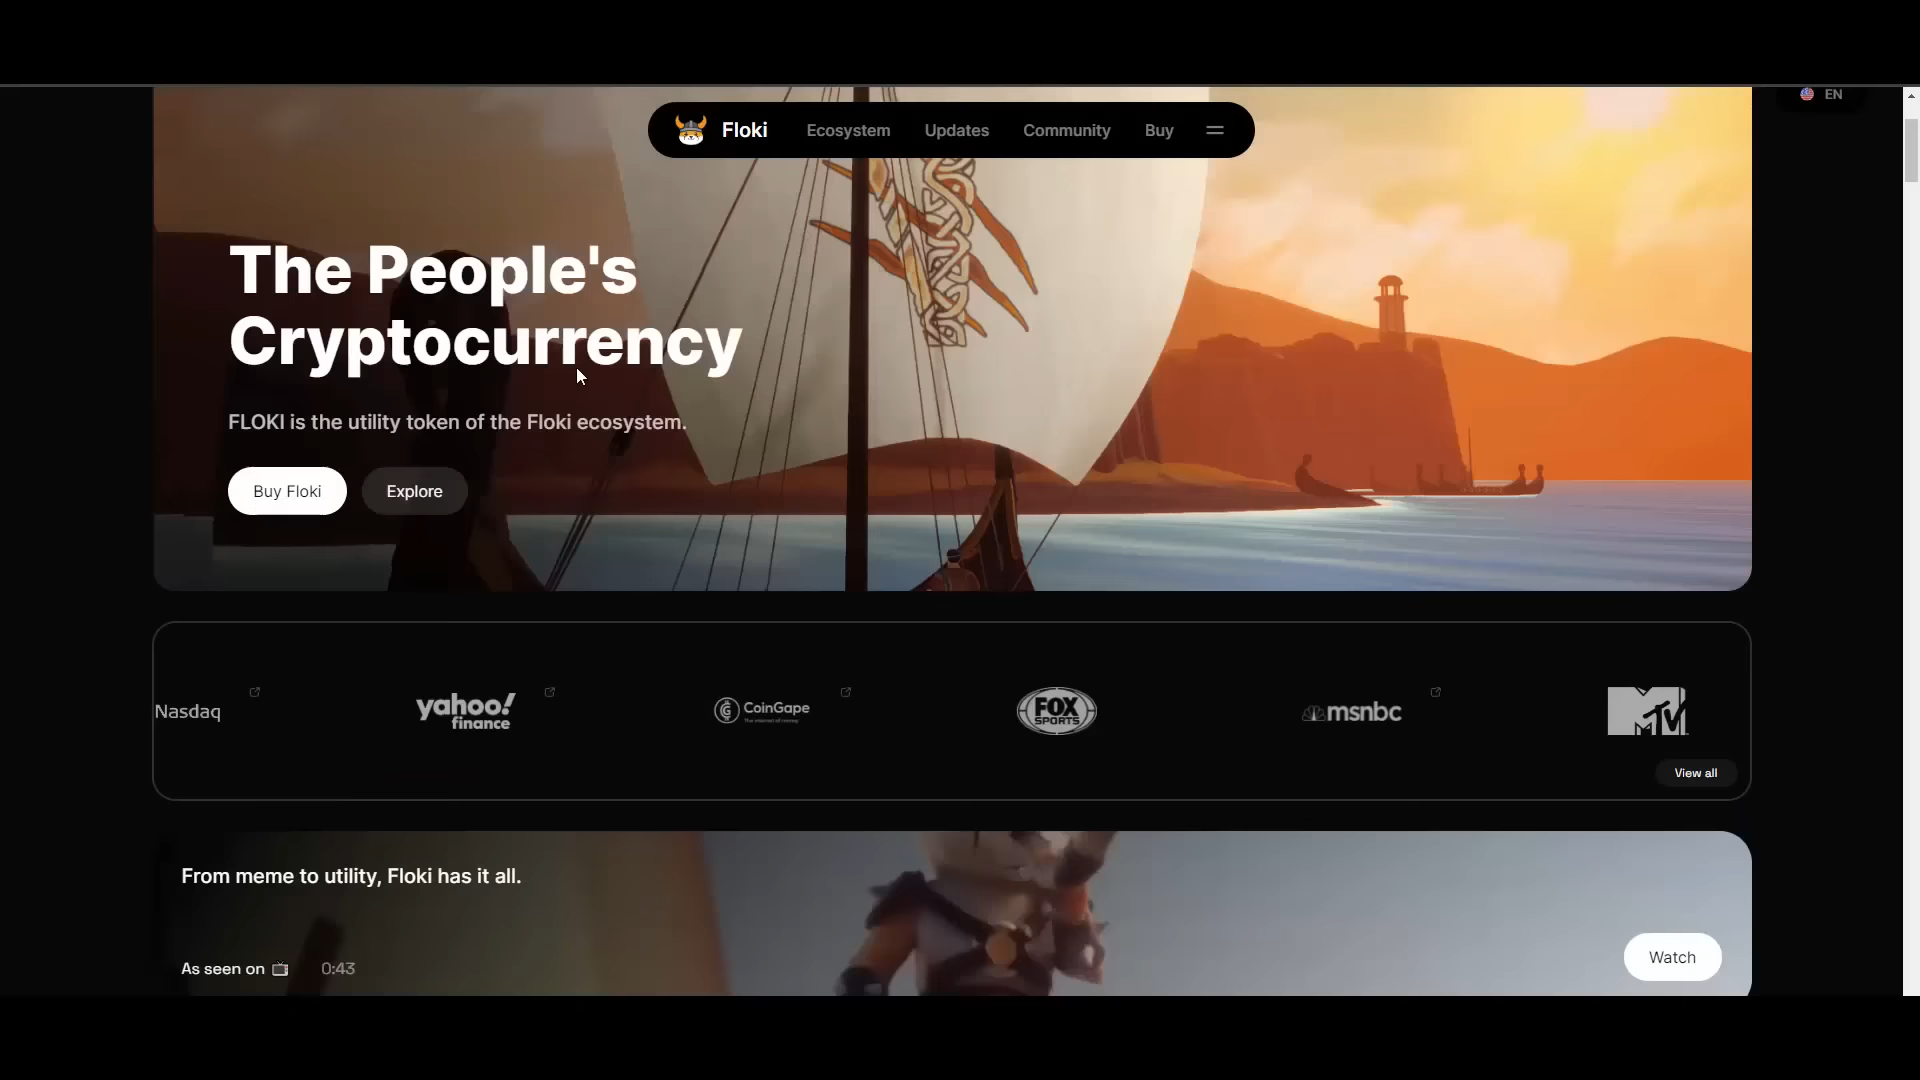 EN
Floki Ecosystem Updates Community Buy
The People's
Cryptocurrency
FLOKI is the utility token of the Floki ecosystem.
Buy Floki Explore
Nasdaq
yahoo!
finance
CoinGape
FOX
SPORTS
msnbc
MTV
View all
From meme to utility, Floki has it all.
As seen on 0:43
Watch